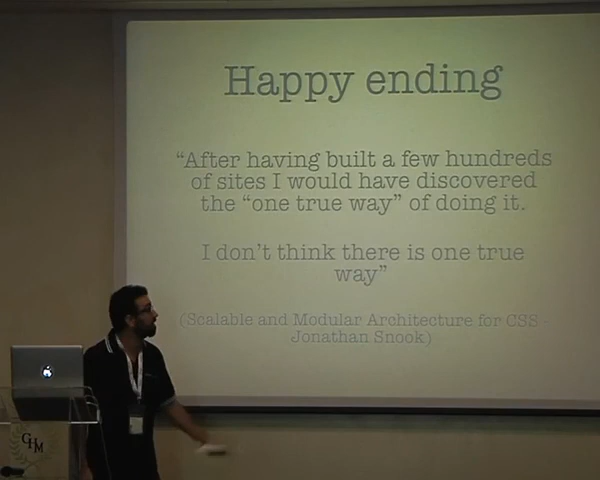 Happy ending
“After having built a few hundreds
of sites I would have discovered
the “one true way” of doing it.
I don’t think there is one true
way”
(Scalable and Modular Architecture for CSS -
Jonathan Snook)
GHM